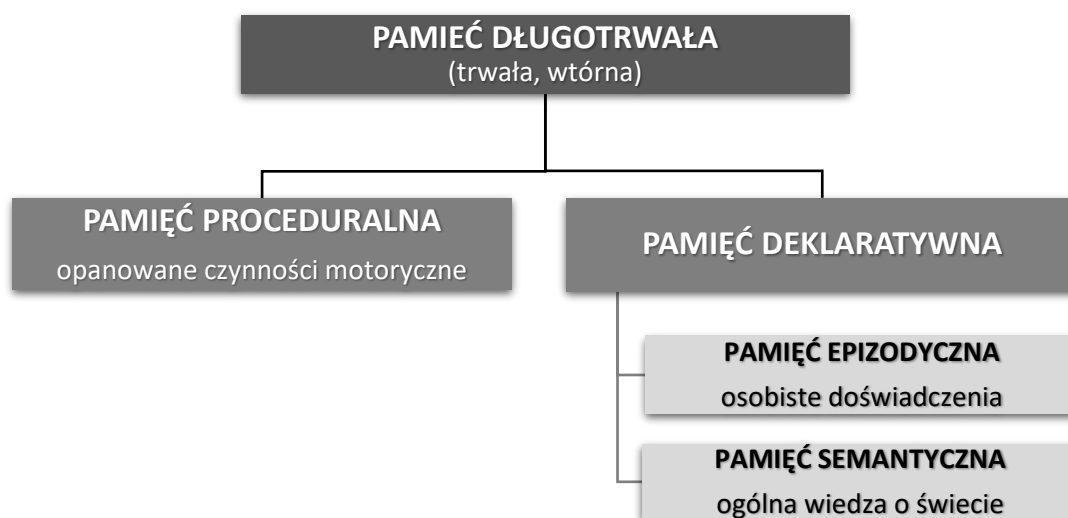 PAMIEĆ DŁUGOTRWAŁA
(trwała, wtórna)
PAMIĘĆ PROCEDURALNA
opanowane czynności motoryczne
PAMIĘĆ DEKLARATYWNA
PAMIĘĆ EPIZODYCZNA
osobiste doświadczenia
PAMIĘĆ SEMANTYCZNA
ogólna wiedza o świecie